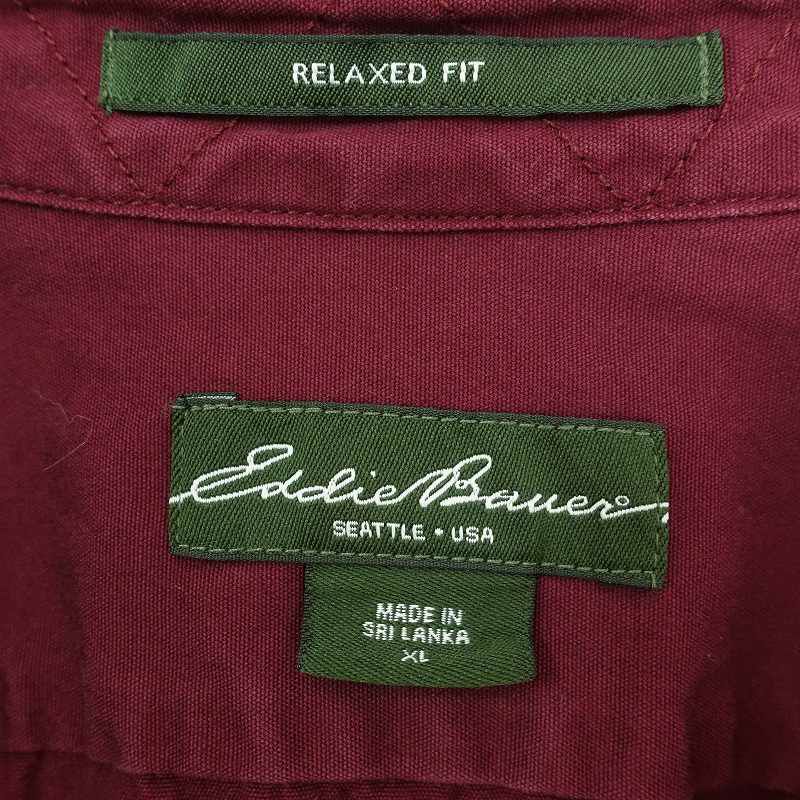 RELAXED FIT
Eddie Bauer
SEATTLE • USA
MADE IN
SRI LANKA
XL